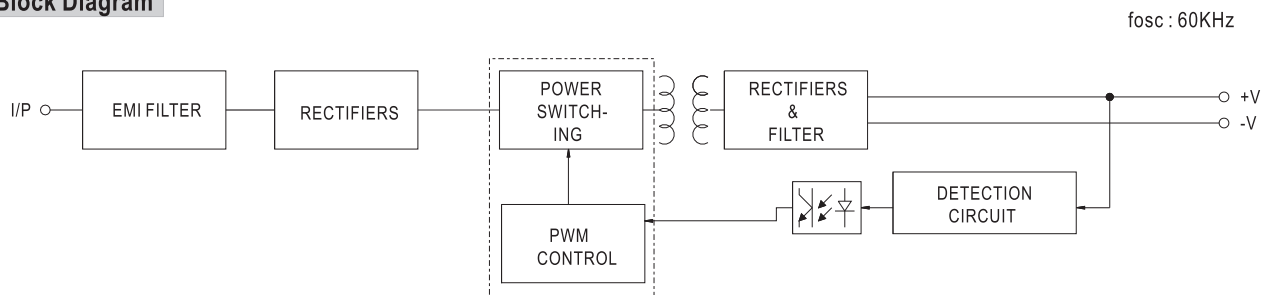 Block Diagram
fosc : 60KHz
I/P
EMI FILTER
RECTIFIERS
POWER
SWITCH-
ING
RECTIFIERS
&
FILTER
+V
-V
DETECTION
CIRCUIT
PWM
CONTROL